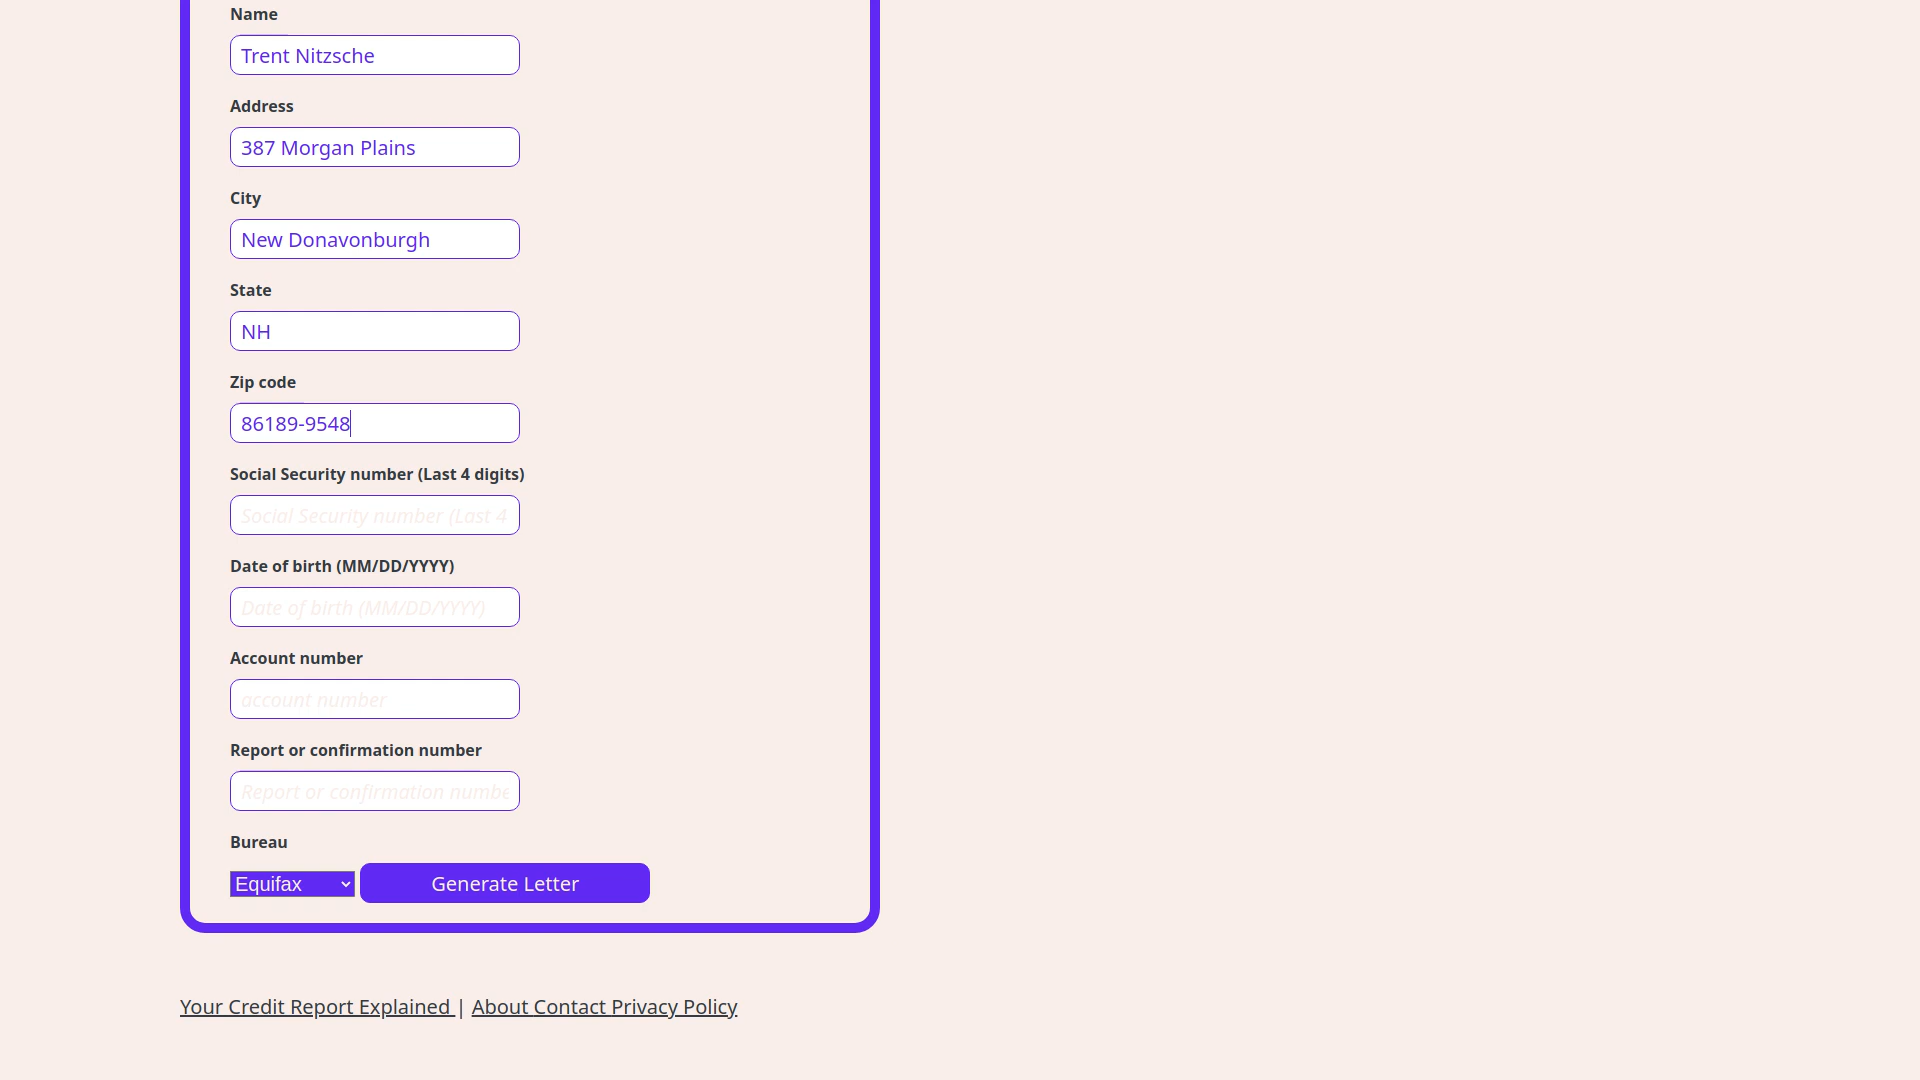 Name
Trent Nitzsche
Address
387 Morgan Plains
City
New Donavonburgh
State
NH
Zip code
86189-9548
Social Security number (Last 4 digits)
Social Security number (Last 4
Date of birth (MM/DD/YYYY)
Date of birth (MM/DD/YYYY)
Account number
account number
Report or confirmation number
Report or confirmation numbe
Bureau
Equifax Generate Letter
Your Credit Report Explained | About Contact Privacy Policy